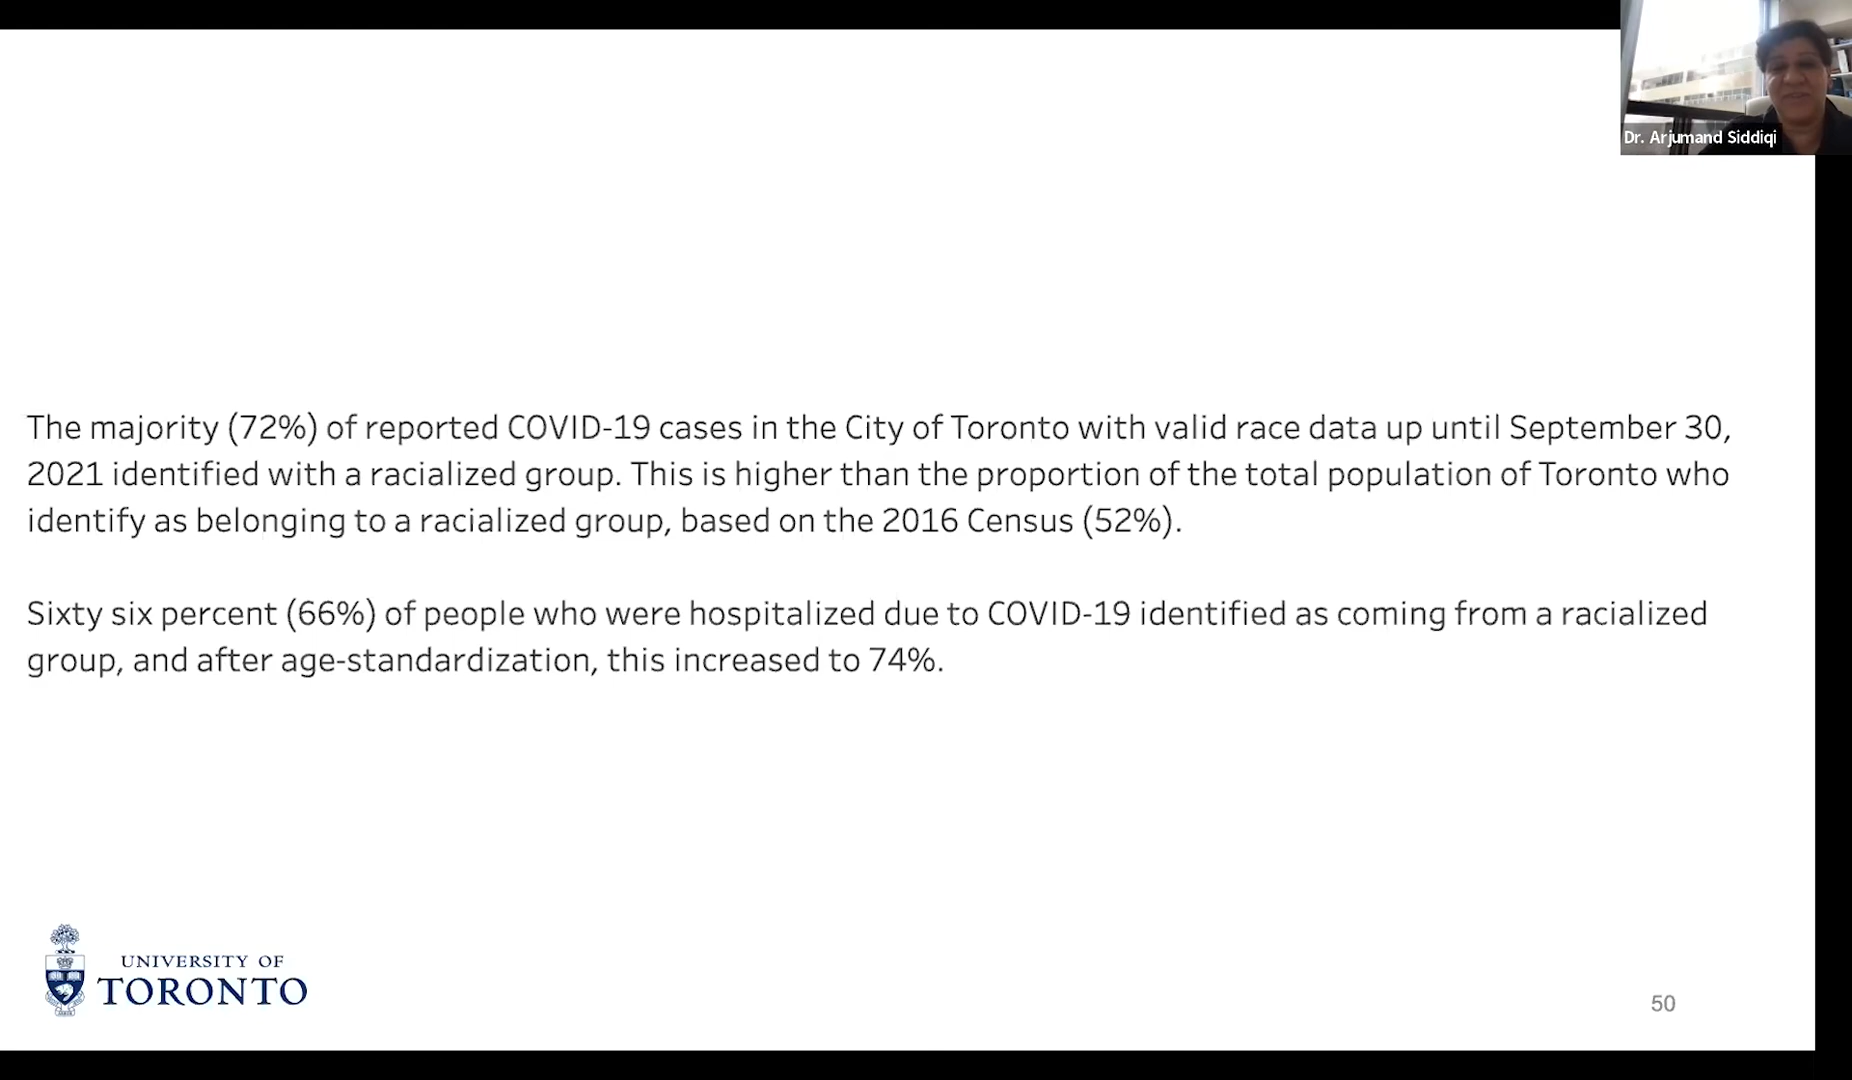 Dr. Arjumand Siddiqi
The majority (72%) of reported COVID-19 cases in the City of Toronto with valid race data up until September 30,
2021 identified with a racialized group. This is higher than the proportion of the total population of Toronto who
identify as belonging to a racialized group, based on the 2016 Census (52%).
Sixty six percent (66%) of people who were hospitalized due to COVID-19 identified as coming from a racialized
group, and after age-standardization, this increased to 74%.
UNIVERSITY OF
TORONTO
50